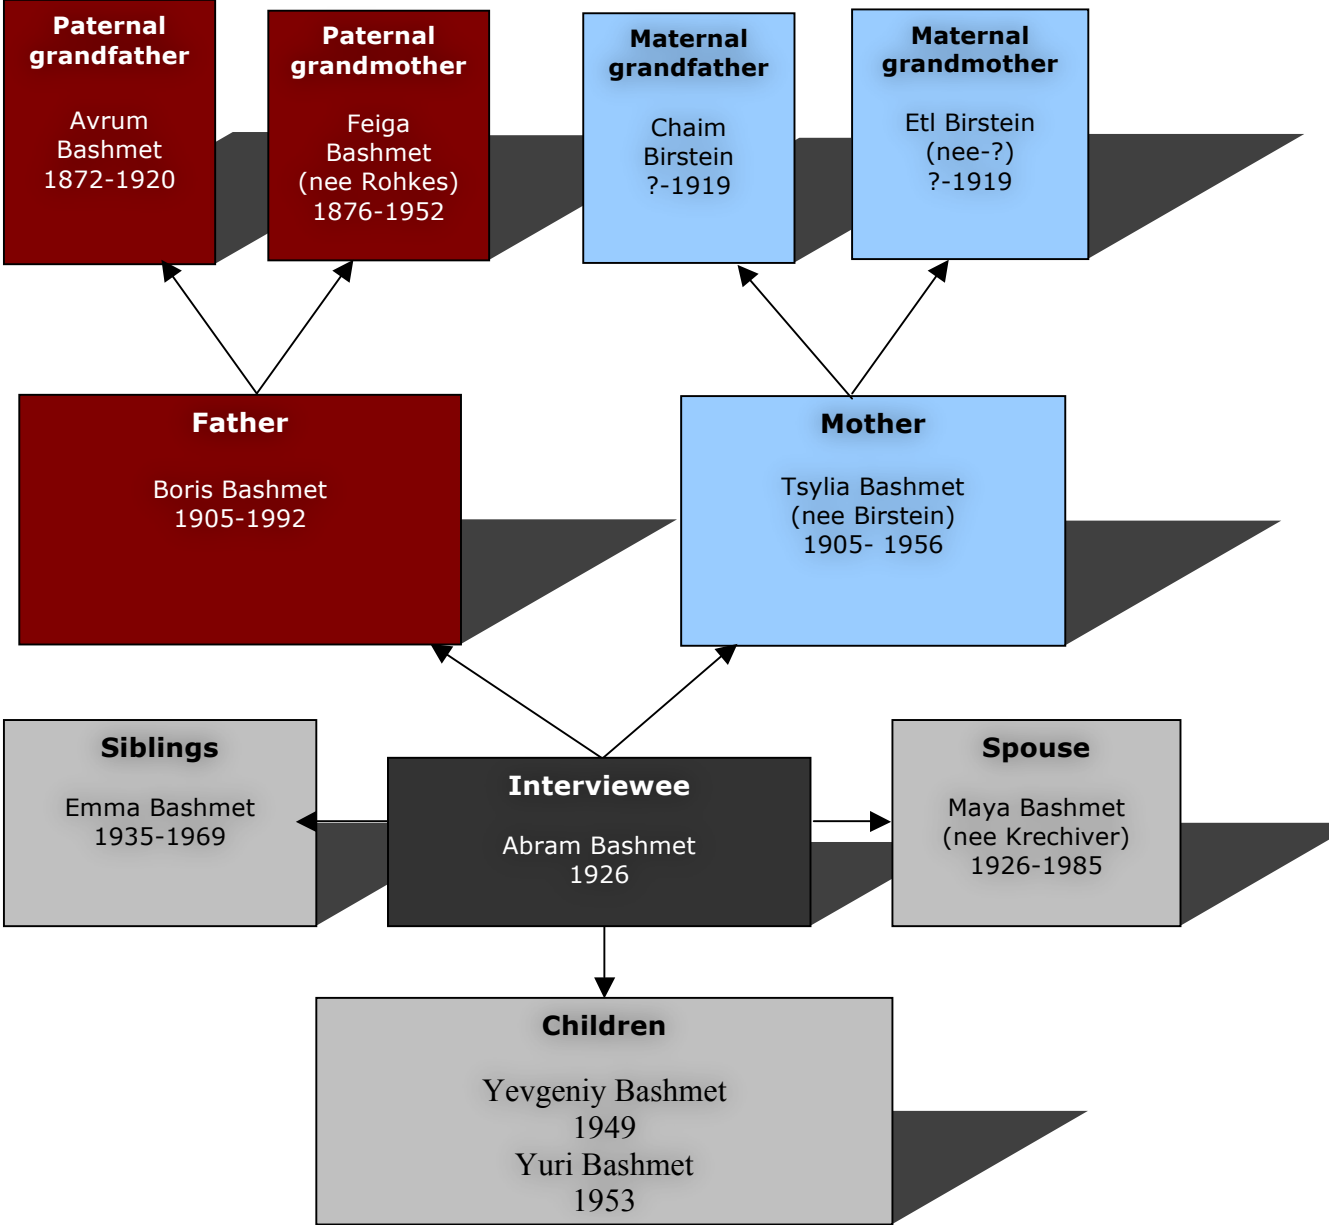 Paternal
grandfather
Avrum
Bashmet
1872-1920
Paternal
grandmother
Feiga
Bashmet
(nee Rohkes)
1876-1952
Maternal
grandfather
Chaim
Birstein
?-1919
Maternal
grandmother
Etl Birstein
(nee-?)
?-1919
Father
Boris Bashmet
1905-1992
Mother
Tsylia Bashmet
(nee Birstein)
1905- 1956
Siblings
Emma Bashmet
1935-1969
Interviewee
Abram Bashmet
1926
Spouse
Maya Bashmet
(nee Krechiver)
1926-1985
Children
Yevgeniy Bashmet
1949
Yuri Bashmet
1953